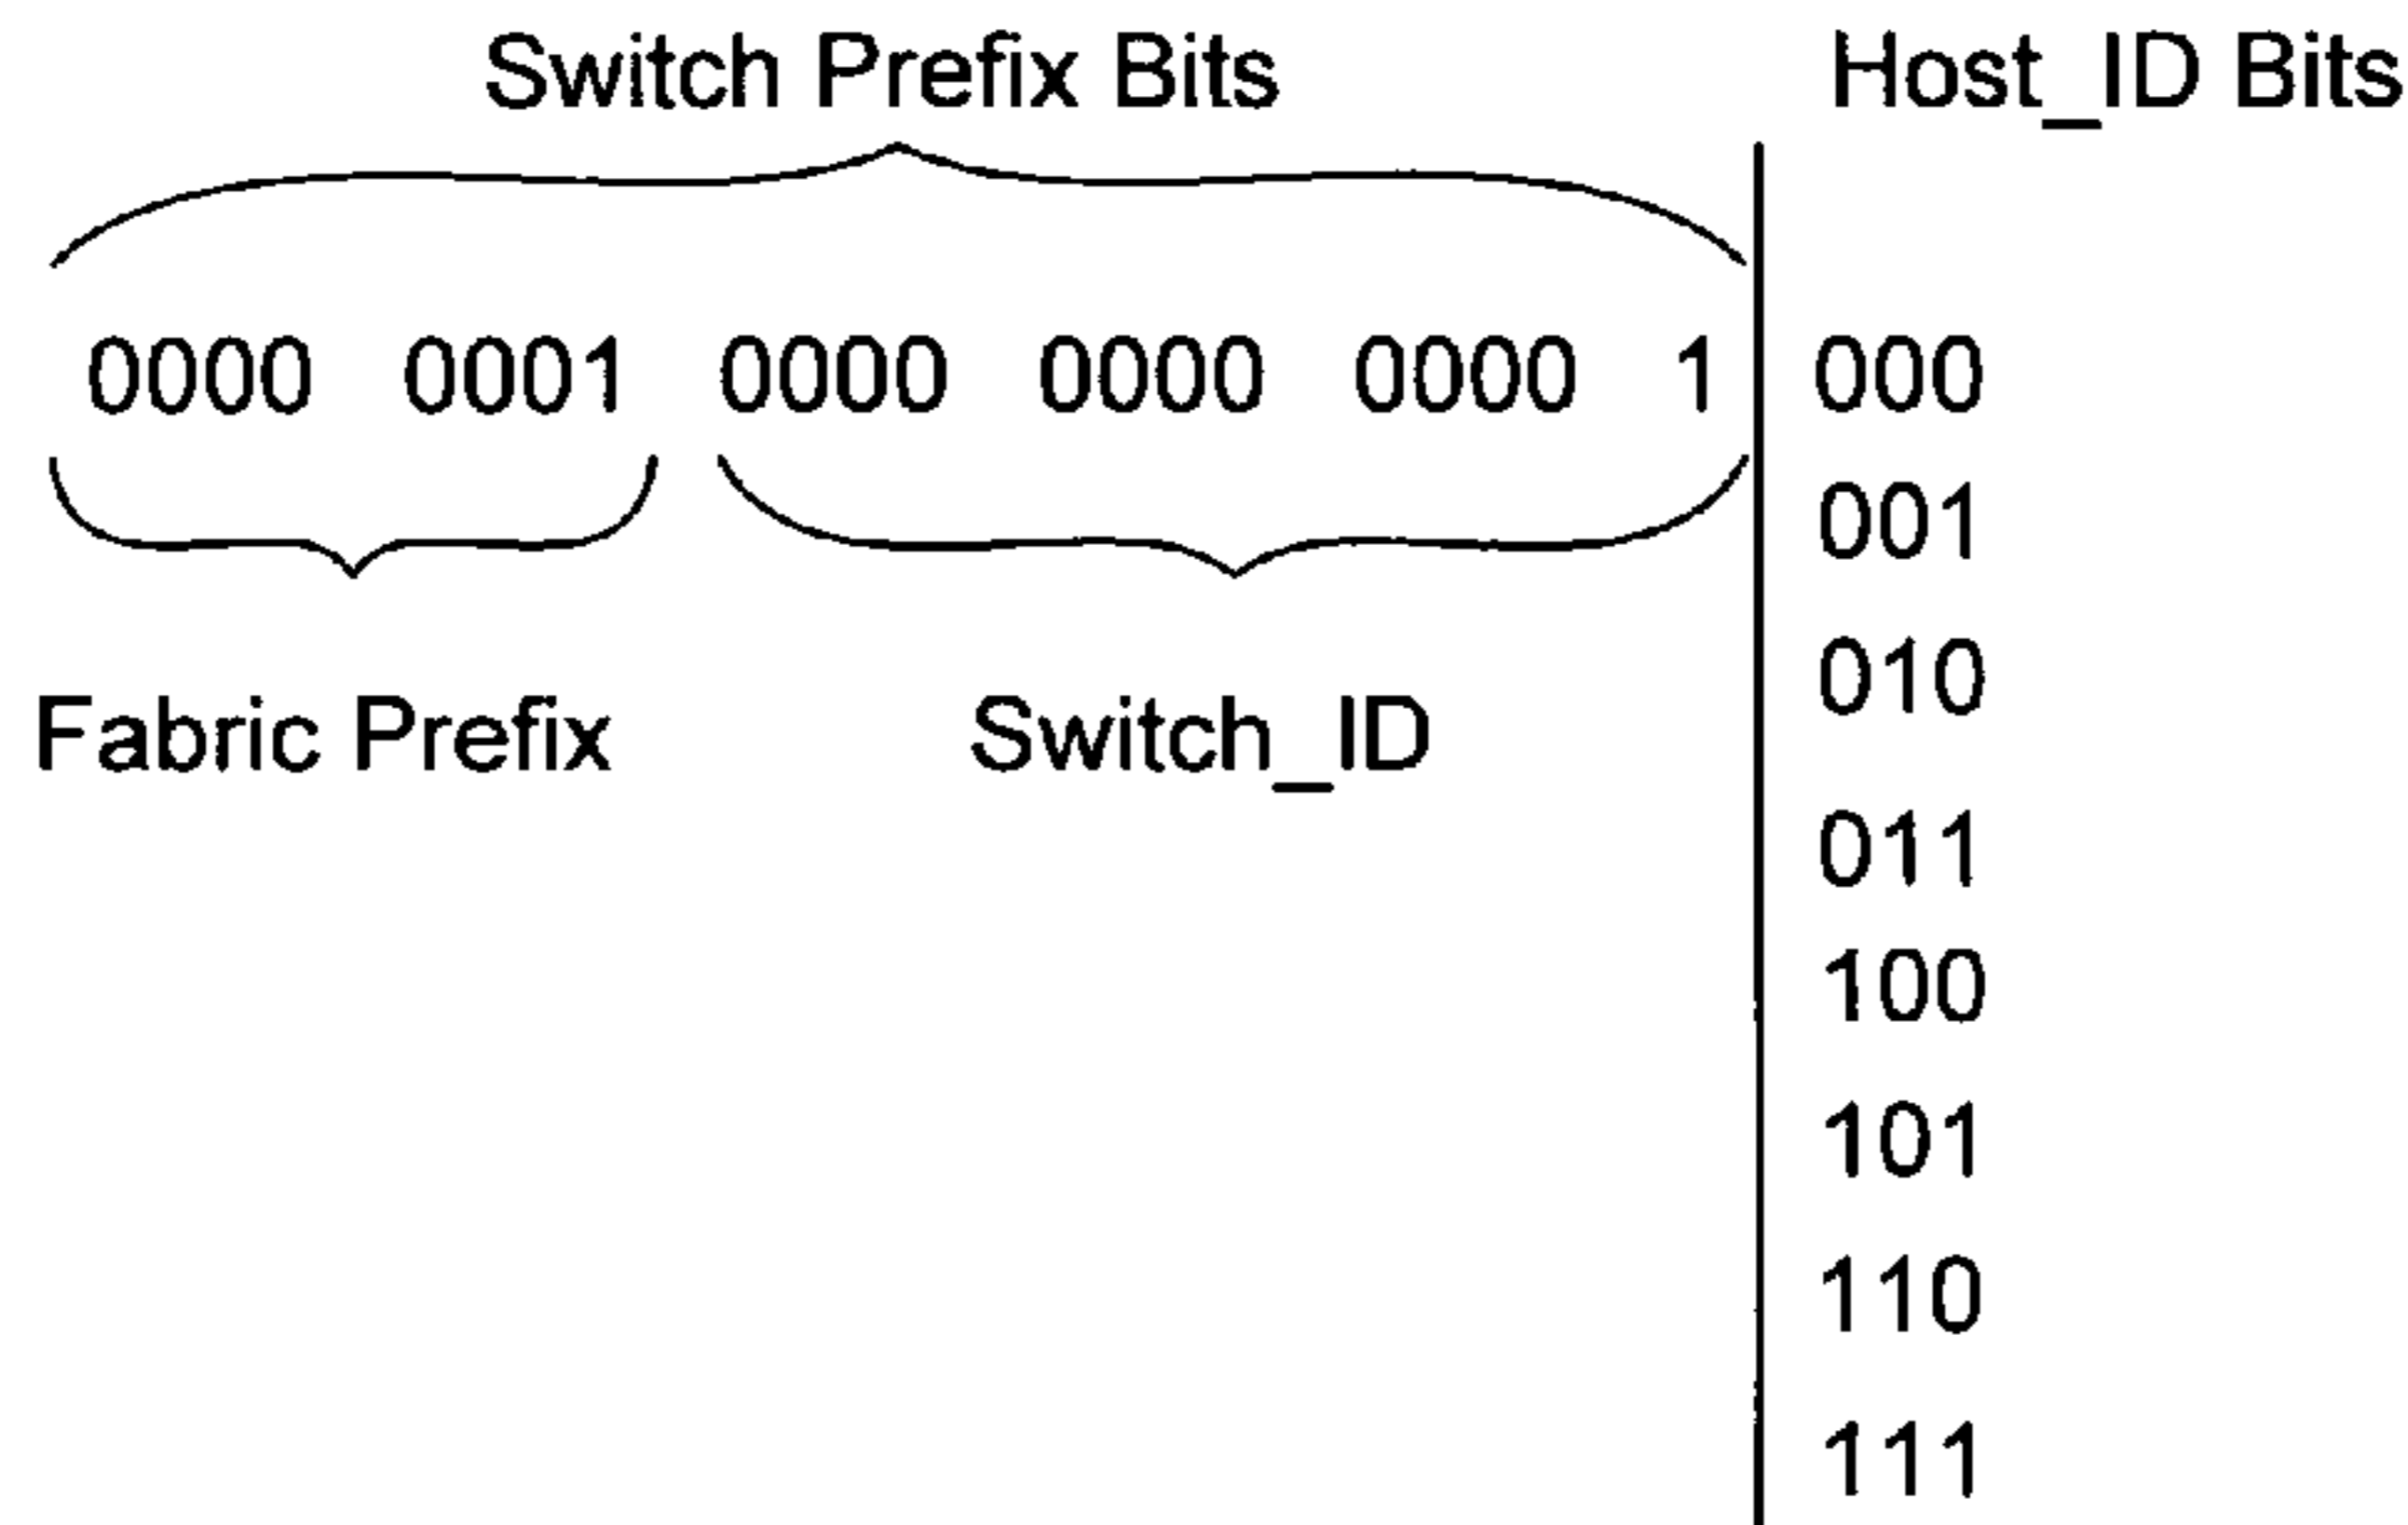 Switch Prefix Bits Host_ID Bits
0000 0001 0000 0000 0000 1 000
001
Fabric Prefix Switch_ID 010
011
100
101
110
111